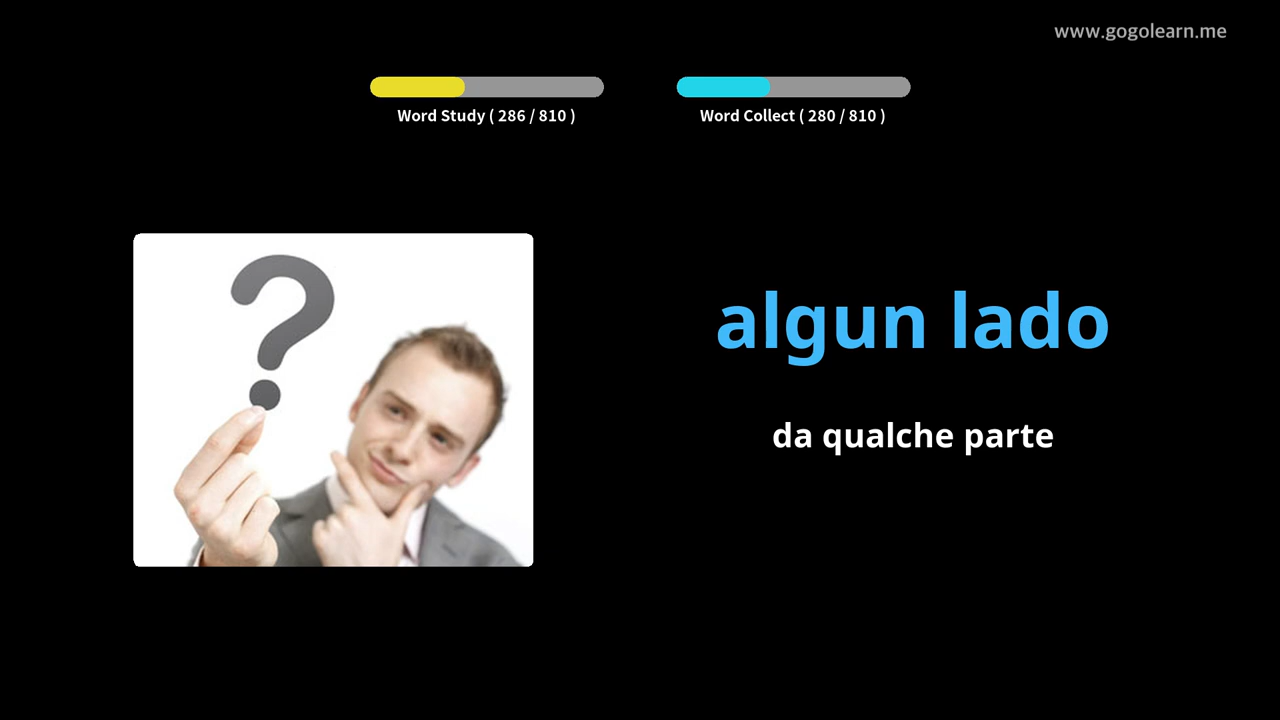 www.gogolearn.me
Word Study ( 286 / 810 )
Word Collect ( 280 / 810 )
algun lado
da qualche parte